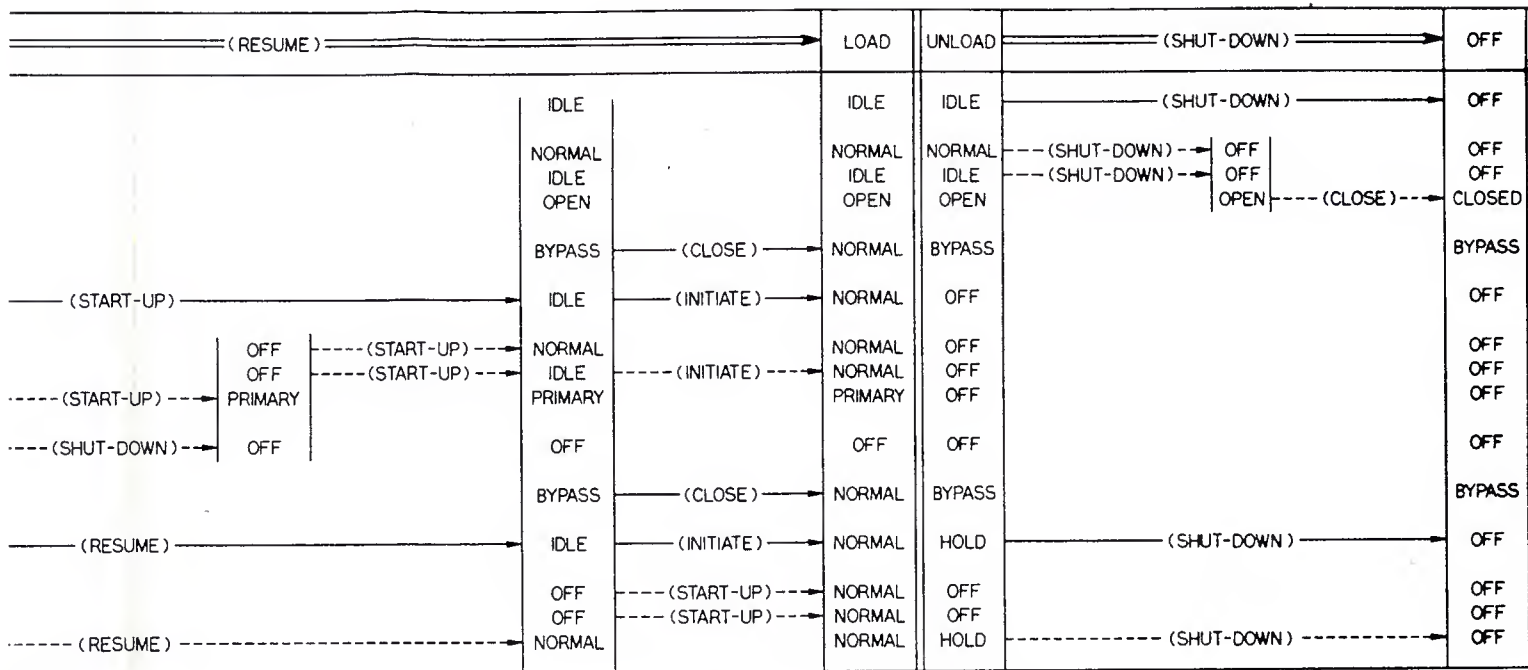 (RESUME) LOAD UNLOAD (SHUT-DOWN) OFF
IDLE IDLE IDLE (SHUT-DOWN) OFF
NORMAL NORMAL NORMAL (SHUT-DOWN) OFF OFF
IDLE IDLE IDLE (SHUT-DOWN) OFF OFF
OPEN OPEN OPEN OPEN (CLOSE) CLOSED
BYPASS (CLOSE) NORMAL BYPASS BYPASS
(START-UP) IDLE (INITIATE) NORMAL OFF OFF
OFF (START-UP) NORMAL NORMAL OFF OFF
OFF (START-UP) IDLE (INITIATE) NORMAL OFF OFF
(START-UP) PRIMARY PRIMARY PRIMARY OFF OFF
(SHUT-DOWN) OFF OFF OFF OFF OFF
BYPASS (CLOSE) NORMAL BYPASS BYPASS
(RESUME) IDLE (INITIATE) NORMAL HOLD (SHUT-DOWN) OFF
OFF (START-UP) NORMAL OFF OFF
OFF (START-UP) NORMAL OFF OFF
(RESUME) NORMAL NORMAL HOLD (SHUT-DOWN) OFF